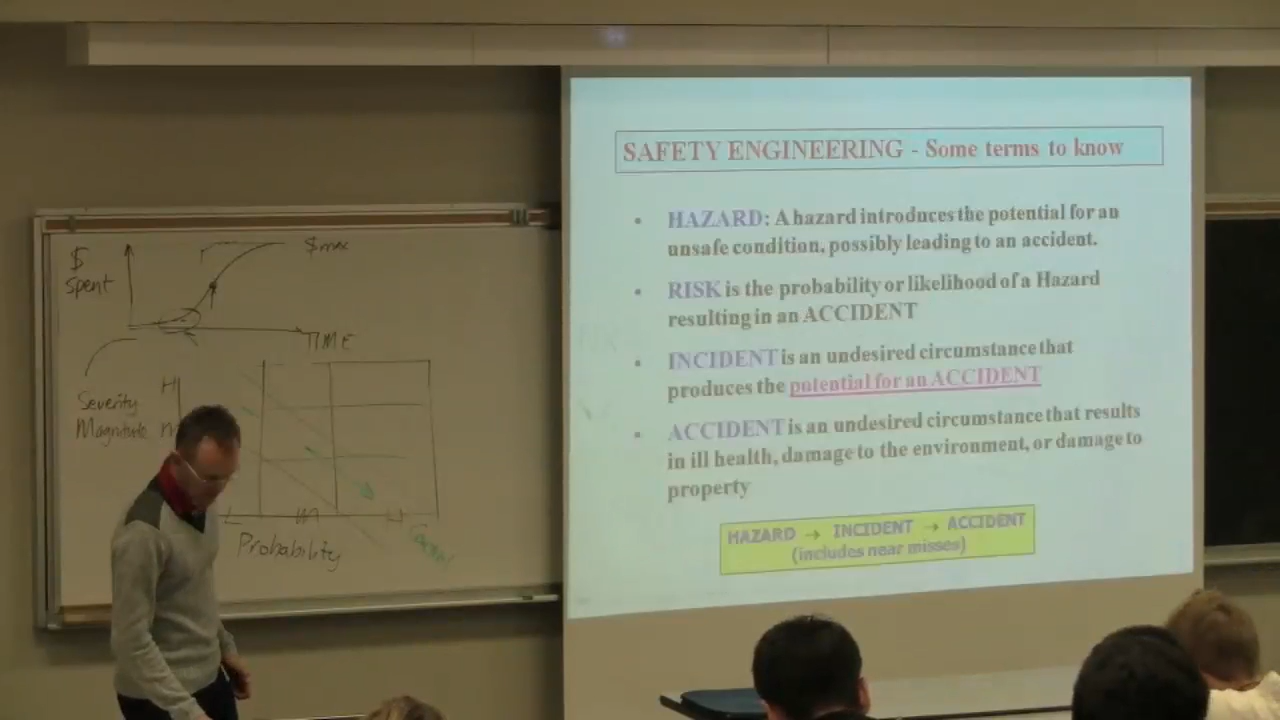 $ spent
$max
TIME
H
Severity
Magnitude
L
M
H
Probability
SAFETY ENGINEERING - Some terms to know
• HAZARD: A hazard introduces the potential for an
unsafe condition, possibly leading to an accident.
• RISK is the probability or likelihood of a Hazard
resulting in an ACCIDENT
• INCIDENT is an undesired circumstance that
produces the potential for an ACCIDENT
• ACCIDENT is an undesired circumstance that results
in ill health, damage to the environment, or damage to
property
HAZARD → INCIDENT → ACCIDENT
(includes near misses)